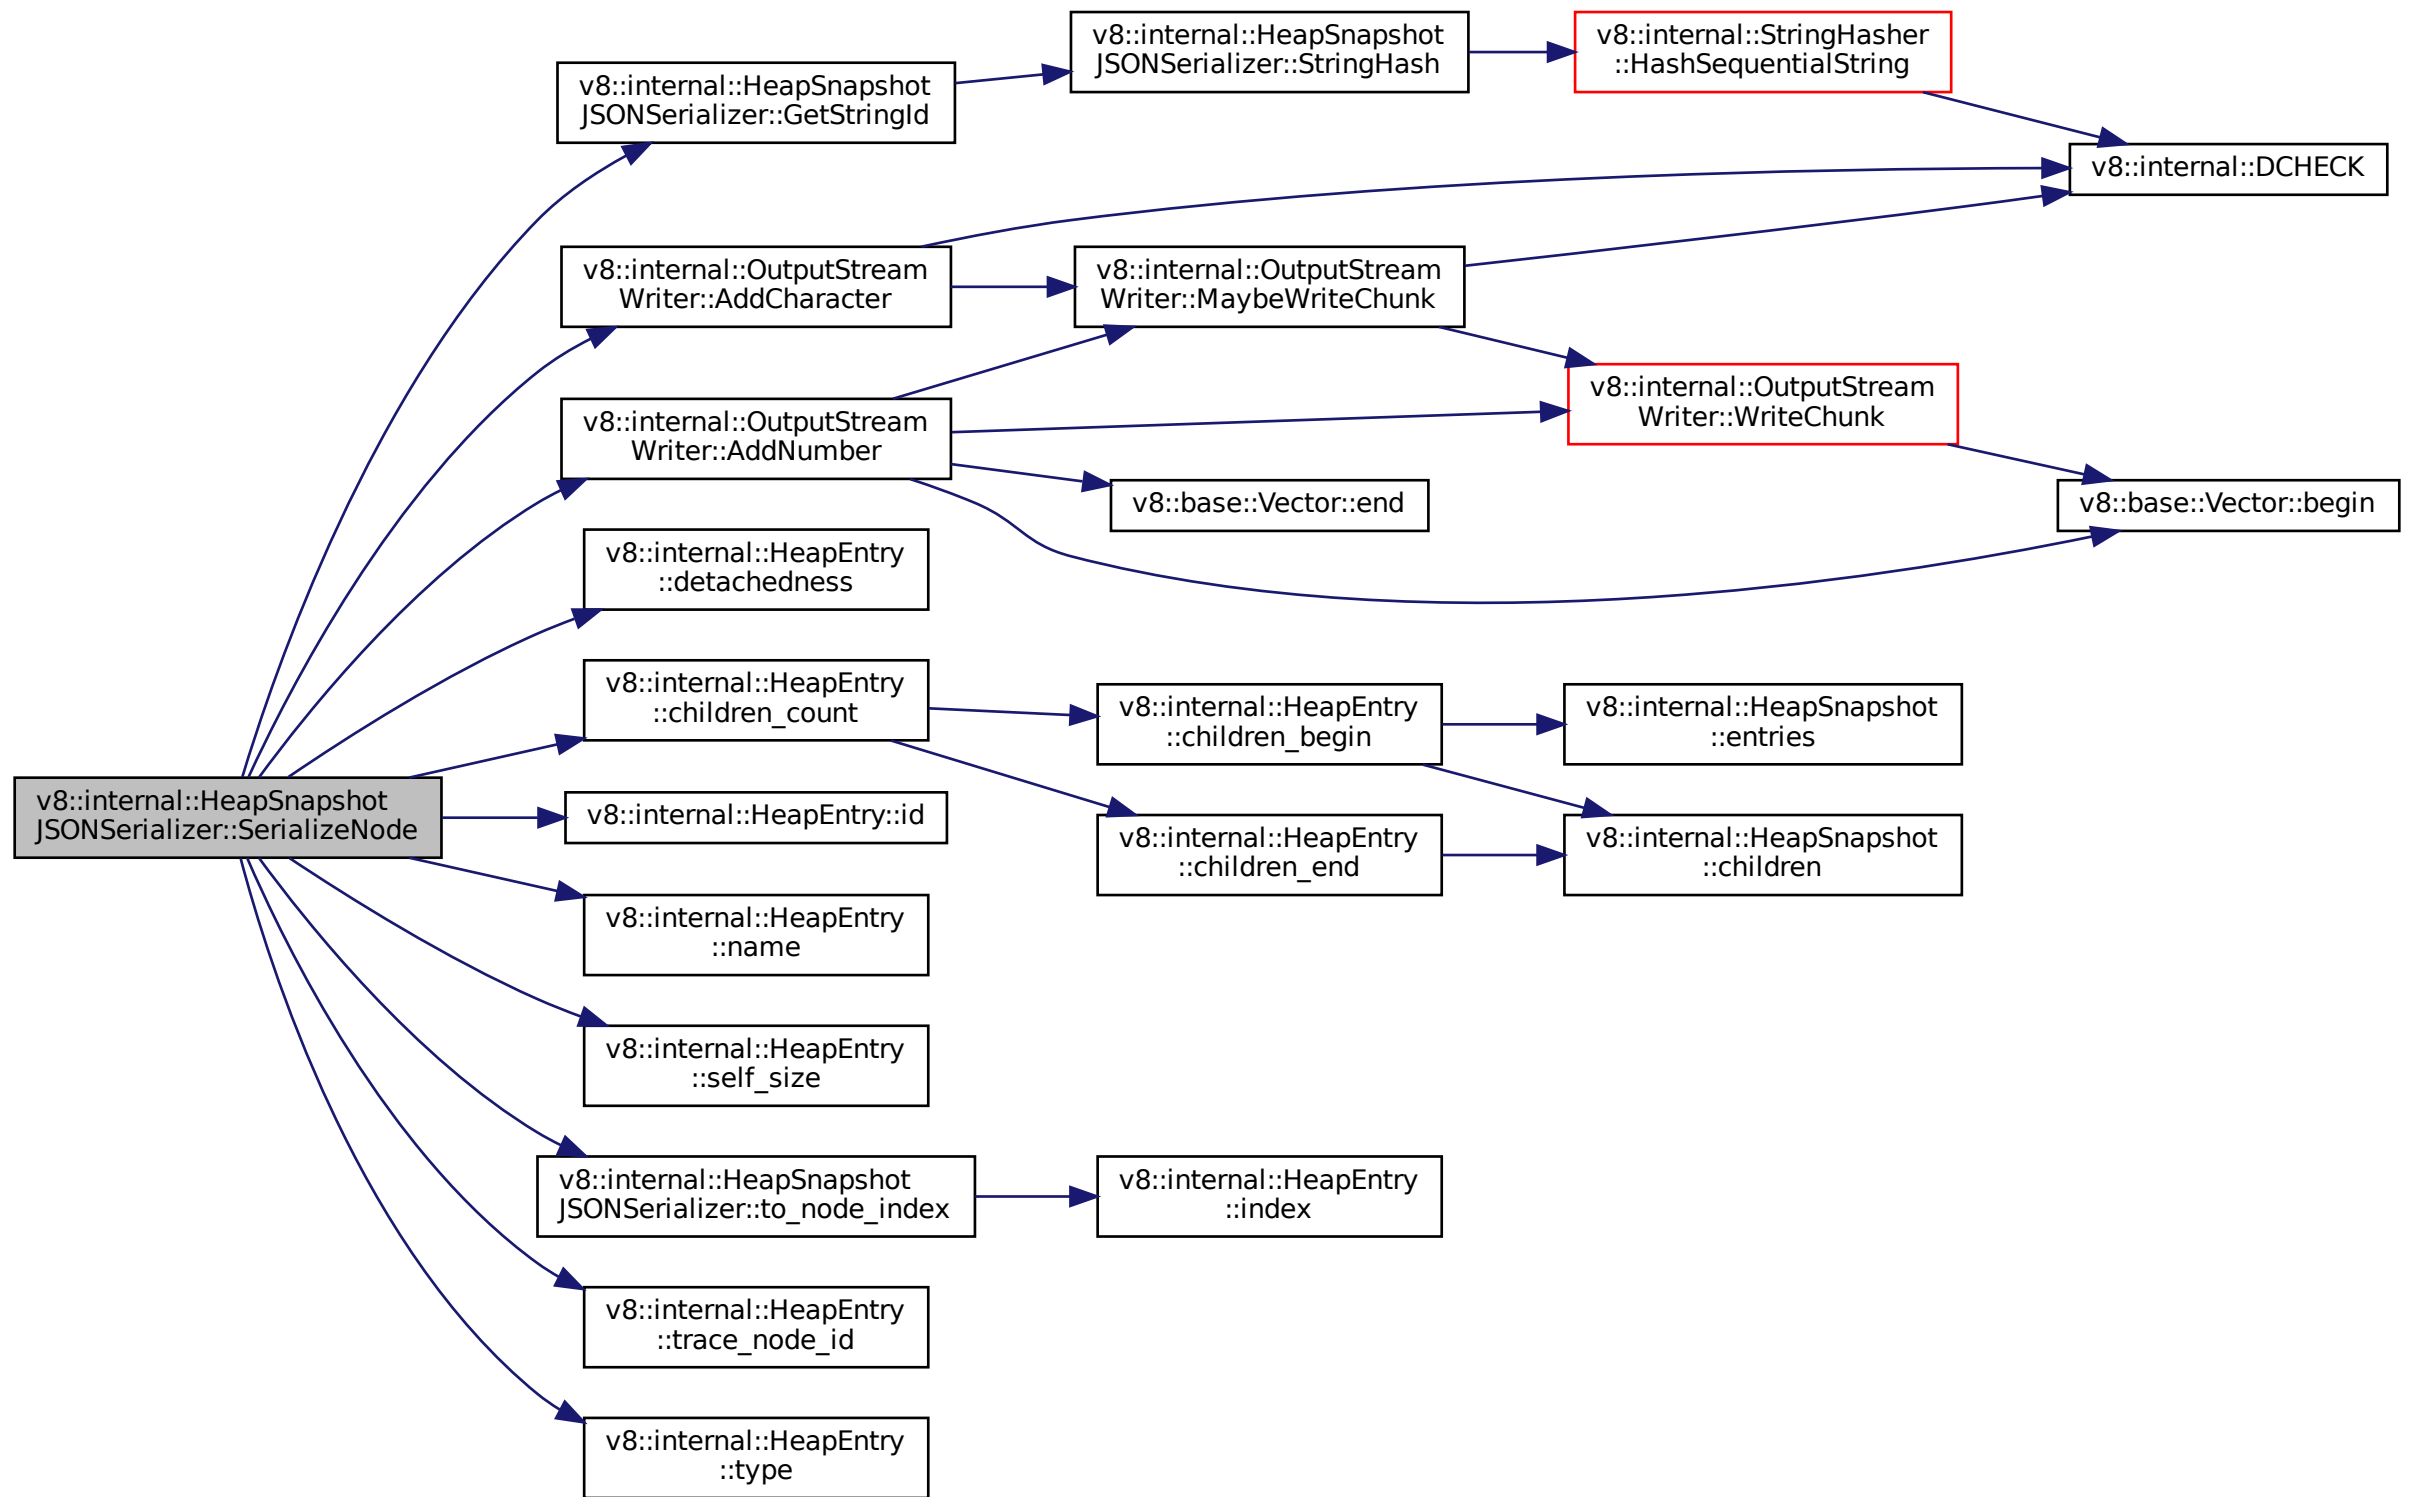 v8::internal::HeapSnapshot
JSONSerializer::SerializeNode
v8::internal::HeapSnapshot
JSONSerializer::GetStringId
v8::internal::HeapSnapshot
JSONSerializer::StringHash
v8::internal::StringHasher
::HashSequentialString
v8::internal::DCHECK
v8::internal::OutputStream
Writer::AddCharacter
v8::internal::OutputStream
Writer::MaybeWriteChunk
v8::internal::OutputStream
Writer::WriteChunk
v8::base::Vector::begin
v8::internal::OutputStream
Writer::AddNumber
v8::base::Vector::end
v8::internal::HeapEntry
::detachedness
v8::internal::HeapEntry
::children_count
v8::internal::HeapEntry
::children_begin
v8::internal::HeapSnapshot
::entries
v8::internal::HeapSnapshot
::children
v8::internal::HeapEntry
::children_end
v8::internal::HeapEntry::id
v8::internal::HeapEntry
::name
v8::internal::HeapEntry
::self_size
v8::internal::HeapSnapshot
JSONSerializer::to_node_index
v8::internal::HeapEntry
::index
v8::internal::HeapEntry
::trace_node_id
v8::internal::HeapEntry
::type